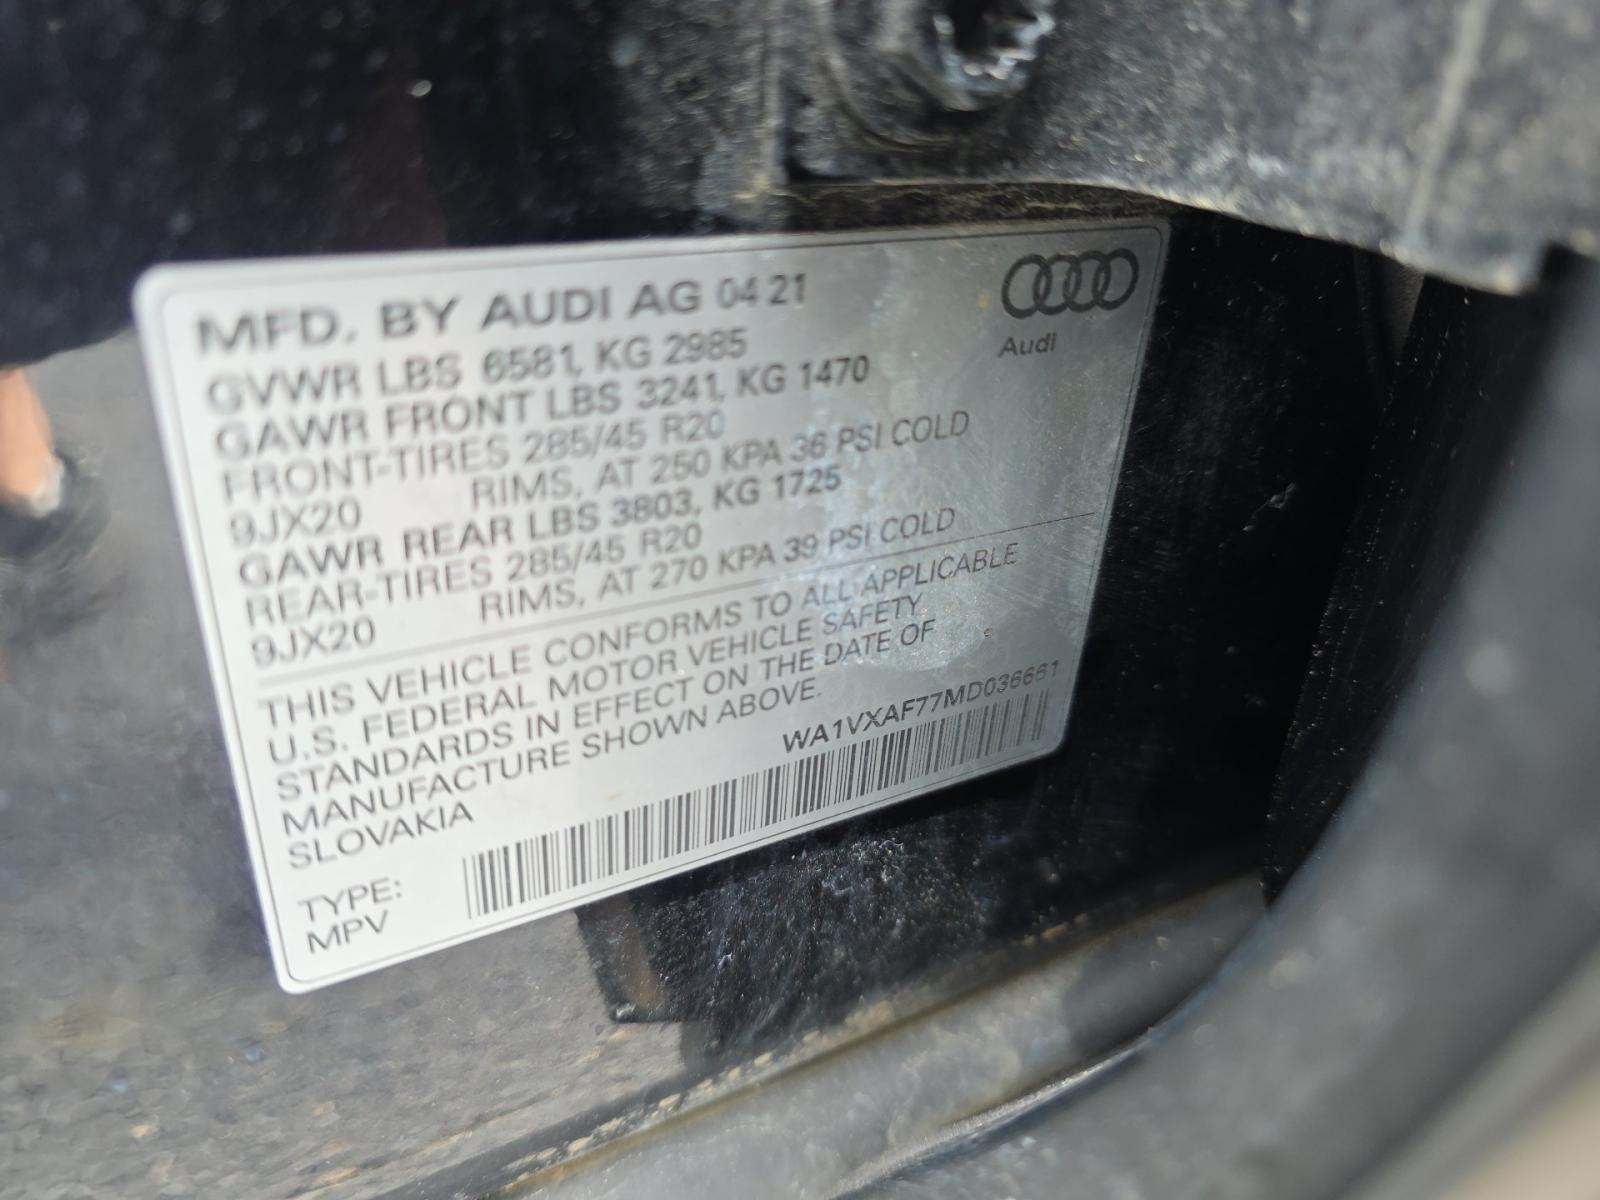 MFD. BY AUDI AG 04 21
Audi
GVWR LBS 6581, KG 2985
GAWR FRONT LBS 3241, KG 1470
FRONT-TIRES 285/45 R20
9JX20 RIMS, AT 250 KPA 36 PSI COLD
GAWR REAR LBS 3803, KG 1725
REAR-TIRES 285/45 R20
9JX20 RIMS, AT 270 KPA 39 PSI COLD
THIS VEHICLE CONFORMS TO ALL APPLICABLE
U.S. FEDERAL MOTOR VEHICLE SAFETY
STANDARDS IN EFFECT ON THE DATE OF
MANUFACTURE SHOWN ABOVE.
SLOVAKIA
WA1VXAF77MD036661
TYPE:
MPV